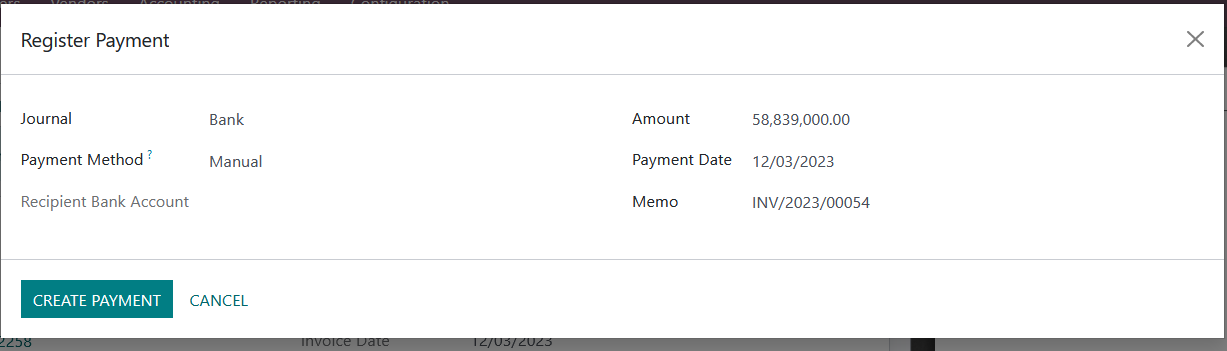 Vendors Accounting Reporting Configuration
Register Payment
Journal Bank Amount 58,839,000.00
Payment Method ? Manual Payment Date 12/03/2023
Recipient Bank Account Memo INV/2023/00054
CREATE PAYMENT CANCEL
2258 Invoice Date 12/03/2023